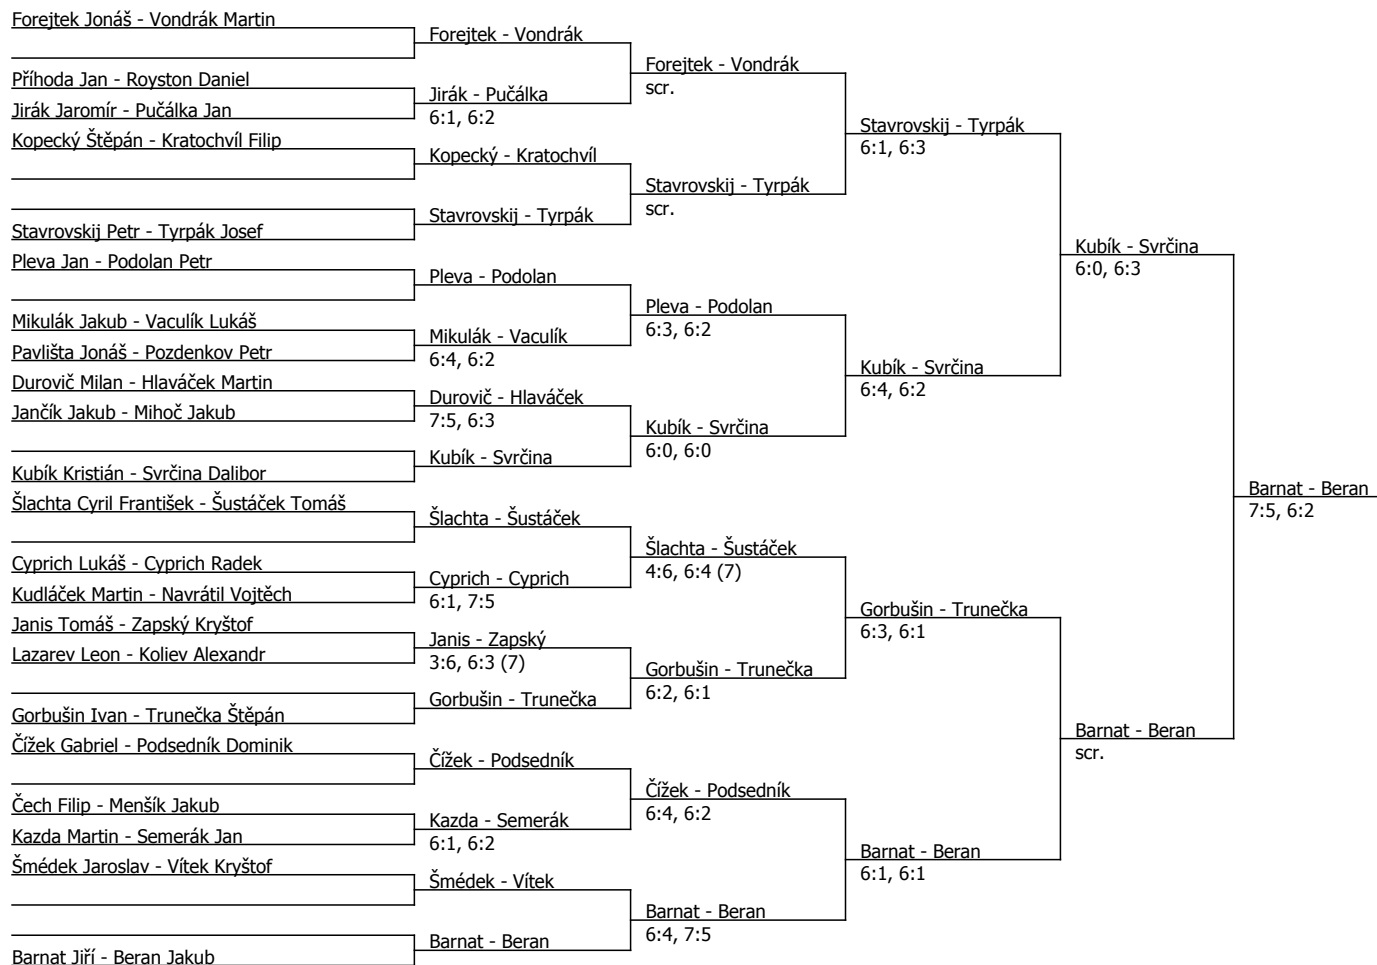 Forejtek Jonáš - Vondrák Martin
Příhoda Jan - Royston Daniel
Jirák Jaromír - Pučálka Jan
Kopecký Štěpán - Kratochvíl Filip
Stavrovskij Petr - Tyrpák Josef
Pleva Jan - Podolan Petr
Mikulák Jakub - Vaculík Lukáš
Pavlišta Jonáš - Pozdenkov Petr
Durovič Milan - Hlaváček Martin
Jančík Jakub - Mihoč Jakub
Kubík Kristián - Svrčina Dalibor
Šlachta Cyril František - Šustáček Tomáš
Cyprich Lukáš - Cyprich Radek
Kudláček Martin - Navrátil Vojtěch
Janis Tomáš - Zapský Kryštof
Lazarev Leon - Koliev Alexandr
Gorbušin Ivan - Trunečka Štěpán
Čížek Gabriel - Podsedník Dominik
Čech Filip - Menšík Jakub
Kazda Martin - Semerák Jan
Šmédek Jaroslav - Vítek Kryštof
Barnat Jiří - Beran Jakub
Forejtek - Vondrák
Jirák - Pučálka
6:1, 6:2
Kopecký - Kratochvíl
Stavrovskij - Tyrpák
Pleva - Podolan
Mikulák - Vaculík
6:4, 6:2
Durovič - Hlaváček
7:5, 6:3
Kubík - Svrčina
Šlachta - Šustáček
Cyprich - Cyprich
6:1, 7:5
Janis - Zapský
3:6, 6:3 (7)
Gorbušin - Trunečka
Čížek - Podsedník
Kazda - Semerák
6:1, 6:2
Šmédek - Vítek
Barnat - Beran
Forejtek - Vondrák
scr.
Stavrovskij - Tyrpák
scr.
Pleva - Podolan
6:3, 6:2
Kubík - Svrčina
6:0, 6:0
Šlachta - Šustáček
4:6, 6:4 (7)
Gorbušin - Trunečka
6:2, 6:1
Čížek - Podsedník
6:4, 6:2
Barnat - Beran
6:4, 7:5
Stavrovskij - Tyrpák
6:1, 6:3
Kubík - Svrčina
6:4, 6:2
Gorbušin - Trunečka
6:3, 6:1
Barnat - Beran
6:1, 6:1
Kubík - Svrčina
6:0, 6:3
Barnat - Beran
scr.
Barnat - Beran
7:5, 6:2